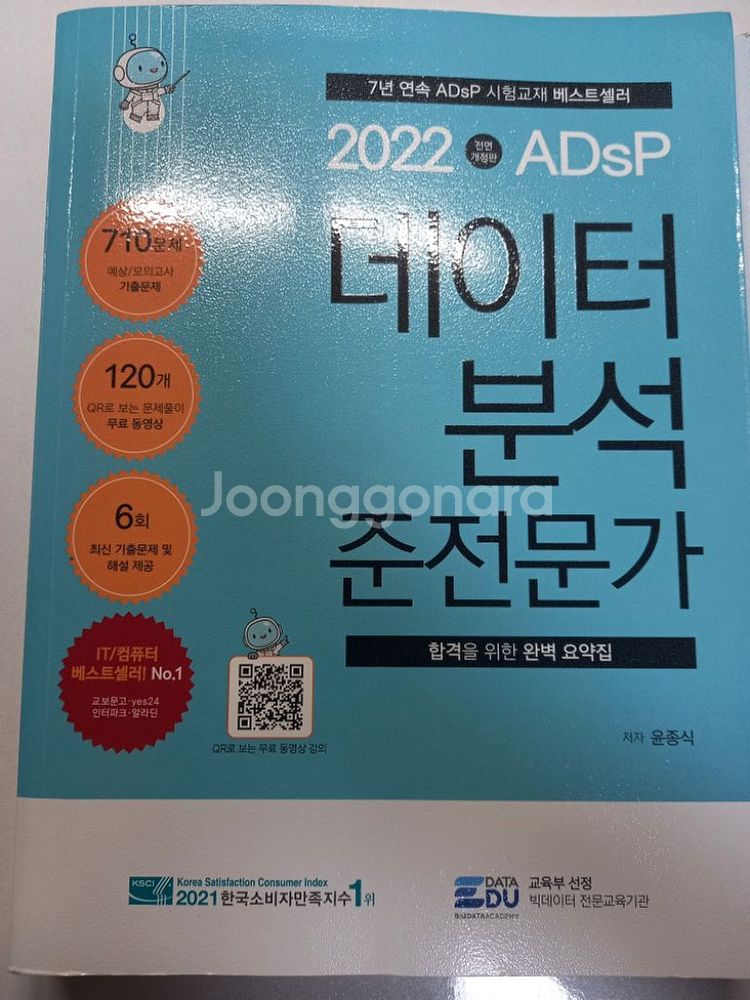 7년 연속 ADsP 시험교재 베스트셀러
2022 전면 개정판 ADsP
데이터
분석
준전문가
합격을 위한 완벽 요약집
저자 윤종식
710문제
예상/모의고사
기출문제
120개
QR로 보는 문제풀이
무료 동영상
6회
최신 기출문제 및
해설 제공
IT/컴퓨터
베스트셀러! No.1
교보문고·yes24
인터파크·알라딘
QR로 보는 무료 동영상 강의
Joonggonara
KSCI Korea Satisfaction Consumer Index
2021 한국소비자만족지수 1위
DATA
EDU
BIGDATA ACADEMY
교육부 선정
빅데이터 전문교육기관